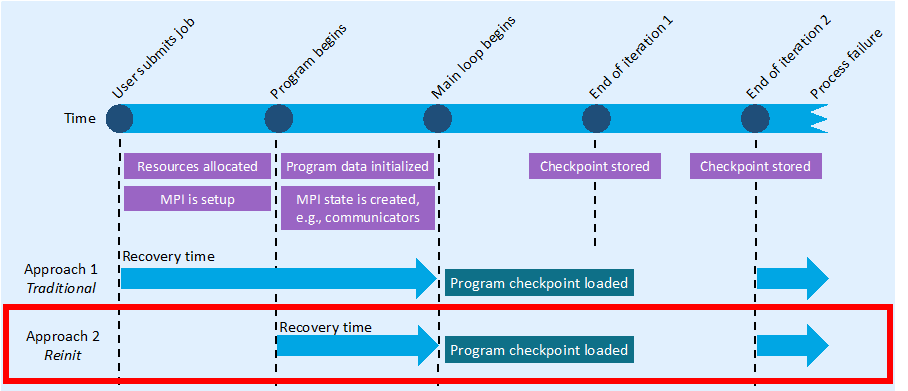 User submits job
Program begins
Main loop begins
End of iteration 1
End of iteration 2
Process failure
Time
Resources allocated
Program data initialized
Checkpoint stored
Checkpoint stored
MPI is setup
MPI state is created,
e.g., communicators
Recovery time
Approach 1
Traditional
Program checkpoint loaded
Recovery time
Approach 2
Reinit
Program checkpoint loaded